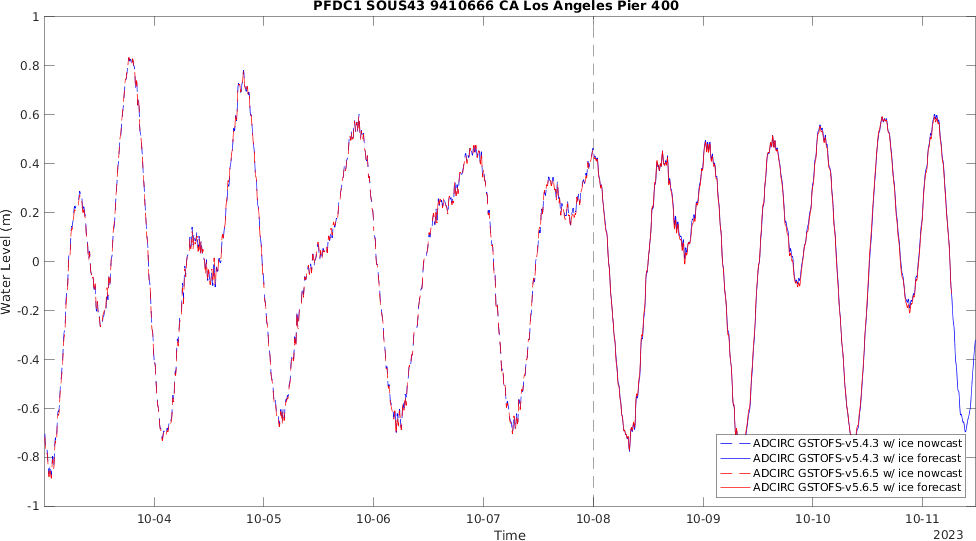 PFDC1 SOUS43 9410666 CA Los Angeles Pier 400
1
0.8
0.6
0.4
0.2
0
-0.2
-0.4
-0.6
-0.8
-1
Water Level (m)
ADCIRC GSTOFS-v5.4.3 w/ ice nowcast
ADCIRC GSTOFS-v5.4.3 w/ ice forecast
ADCIRC GSTOFS-v5.6.5 w/ ice nowcast
ADCIRC GSTOFS-v5.6.5 w/ ice forecast
10-04 10-05 10-06 10-07 10-08 10-09 10-10 10-11
Time 2023